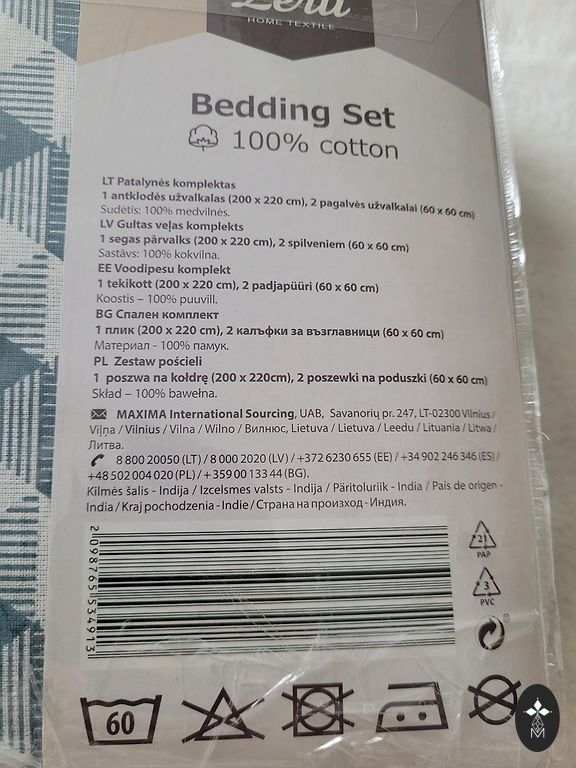 HOME TEXTILE
Bedding Set
100% cotton
LT Patalynės komplektas
1 antklodės užvalkalas (200 x 220 cm), 2 pagalvės užvalkalai (60 x 60 cm)
Sudėtis: 100% medvilnės.
LV Gultas veļas komplekts
1 segas pārvalks (200 x 220 cm), 2 spilveniem (60 x 60 cm)
Sastāvs: 100% kokvilna.
EE Voodipesu komplekt
1 tekikott (200 x 220 cm), 2 padjapüüri (60 x 60 cm)
Koostis – 100% puuvill.
BG Спален комплект
1 плик (200 x 220 cm), 2 калъфки за възглавници (60 x 60 cm)
Материал - 100% памук.
PL Zestaw pościeli
1 poszwa na kołdrę (200 x 220cm), 2 poszewki na poduszki (60 x 60 cm)
Skład – 100% bawełna.
MAXIMA International Sourcing, UAB, Savanorių pr. 247, LT-02300 Vilnius /
Viļņa / Vilnius / Vilna / Wilno / Вилнюс, Lietuva / Lietuva / Leedu / Lituania / Litwa /
Литва.
8 800 20050 (LT) / 8 000 2020 (LV) / +372 6230 655 (EE) / +34 902 246 346 (ES) /
+48 502 004 020 (PL) / + 359 00 133 44 (BG).
Kilmės šalis - Indija / Izcelsmes valsts - Indija / Päritoluriik - India / País de origen -
India / Kraj pochodzenia - Indie / Страна на произход - Индия.
2 098765 534913
21
PAP
3
PVC
60
M